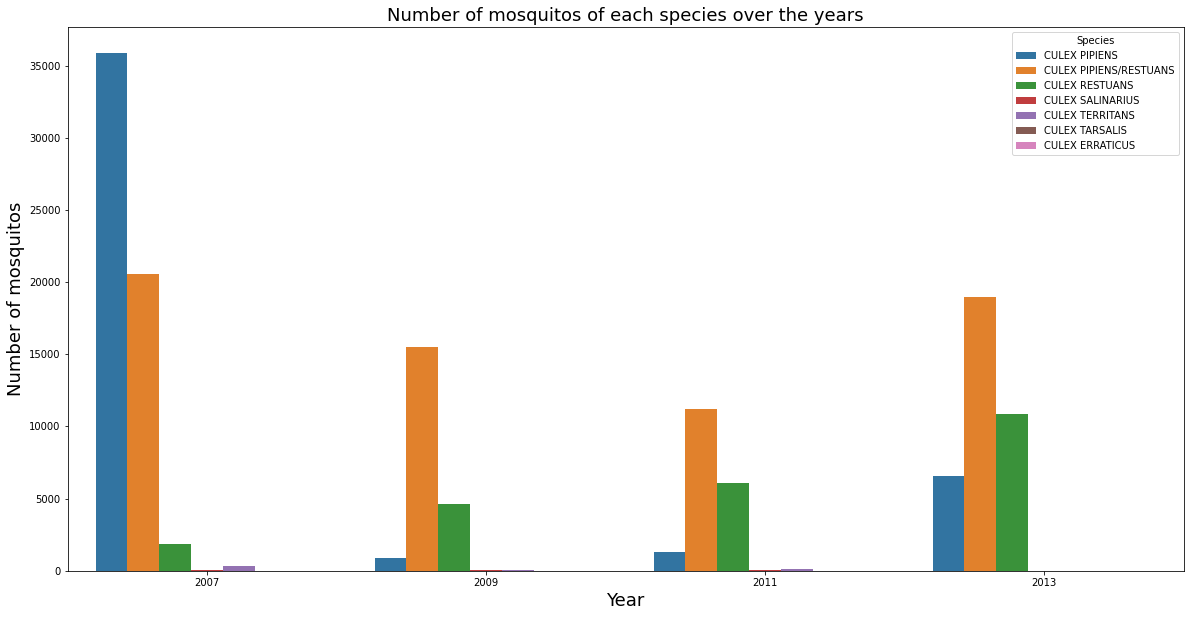 Number of mosquitos of each species over the years
Species
CULEX PIPIENS
CULEX PIPIENS/RESTUANS
CULEX RESTUANS
CULEX SALINARIUS
CULEX TERRITANS
CULEX TARSALIS
CULEX ERRATICUS
Number of mosquitos
35000
30000
25000
20000
15000
10000
5000
0
2007 2009 2011 2013
Year